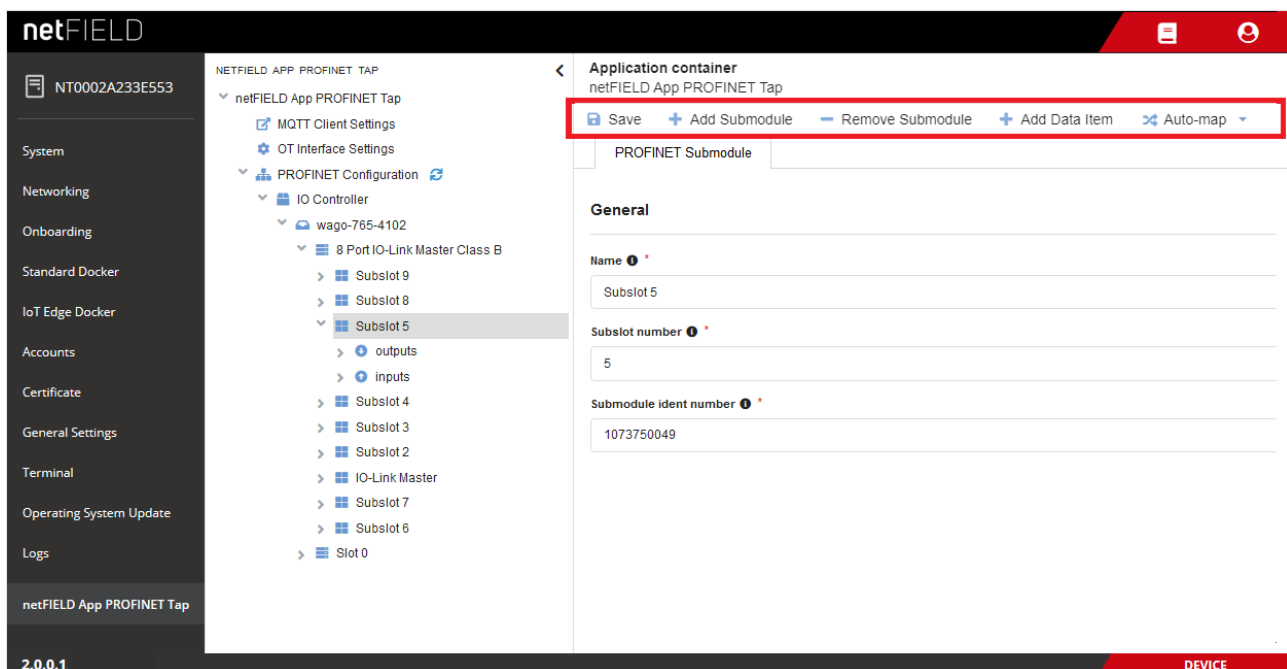 netFIELD
NT0002A233E553
System
Networking
Onboarding
Standard Docker
IoT Edge Docker
Accounts
Certificate
General Settings
Terminal
Operating System Update
Logs
netFIELD App PROFINET Tap
2.0.0.1
NETFIELD APP PROFINET TAP
netFIELD App PROFINET Tap
MQTT Client Settings
OT Interface Settings
PROFINET Configuration
IO Controller
wago-765-4102
8 Port IO-Link Master Class B
Subslot 9
Subslot 8
Subslot 5
outputs
inputs
Subslot 4
Subslot 3
Subslot 2
IO-Link Master
Subslot 7
Subslot 6
Slot 0
Application container
netFIELD App PROFINET Tap
Save Add Submodule Remove Submodule Add Data Item Auto-map
PROFINET Submodule
General
Name *
Subslot 5
Subslot number *
5
Submodule ident number *
1073750049
DEVICE